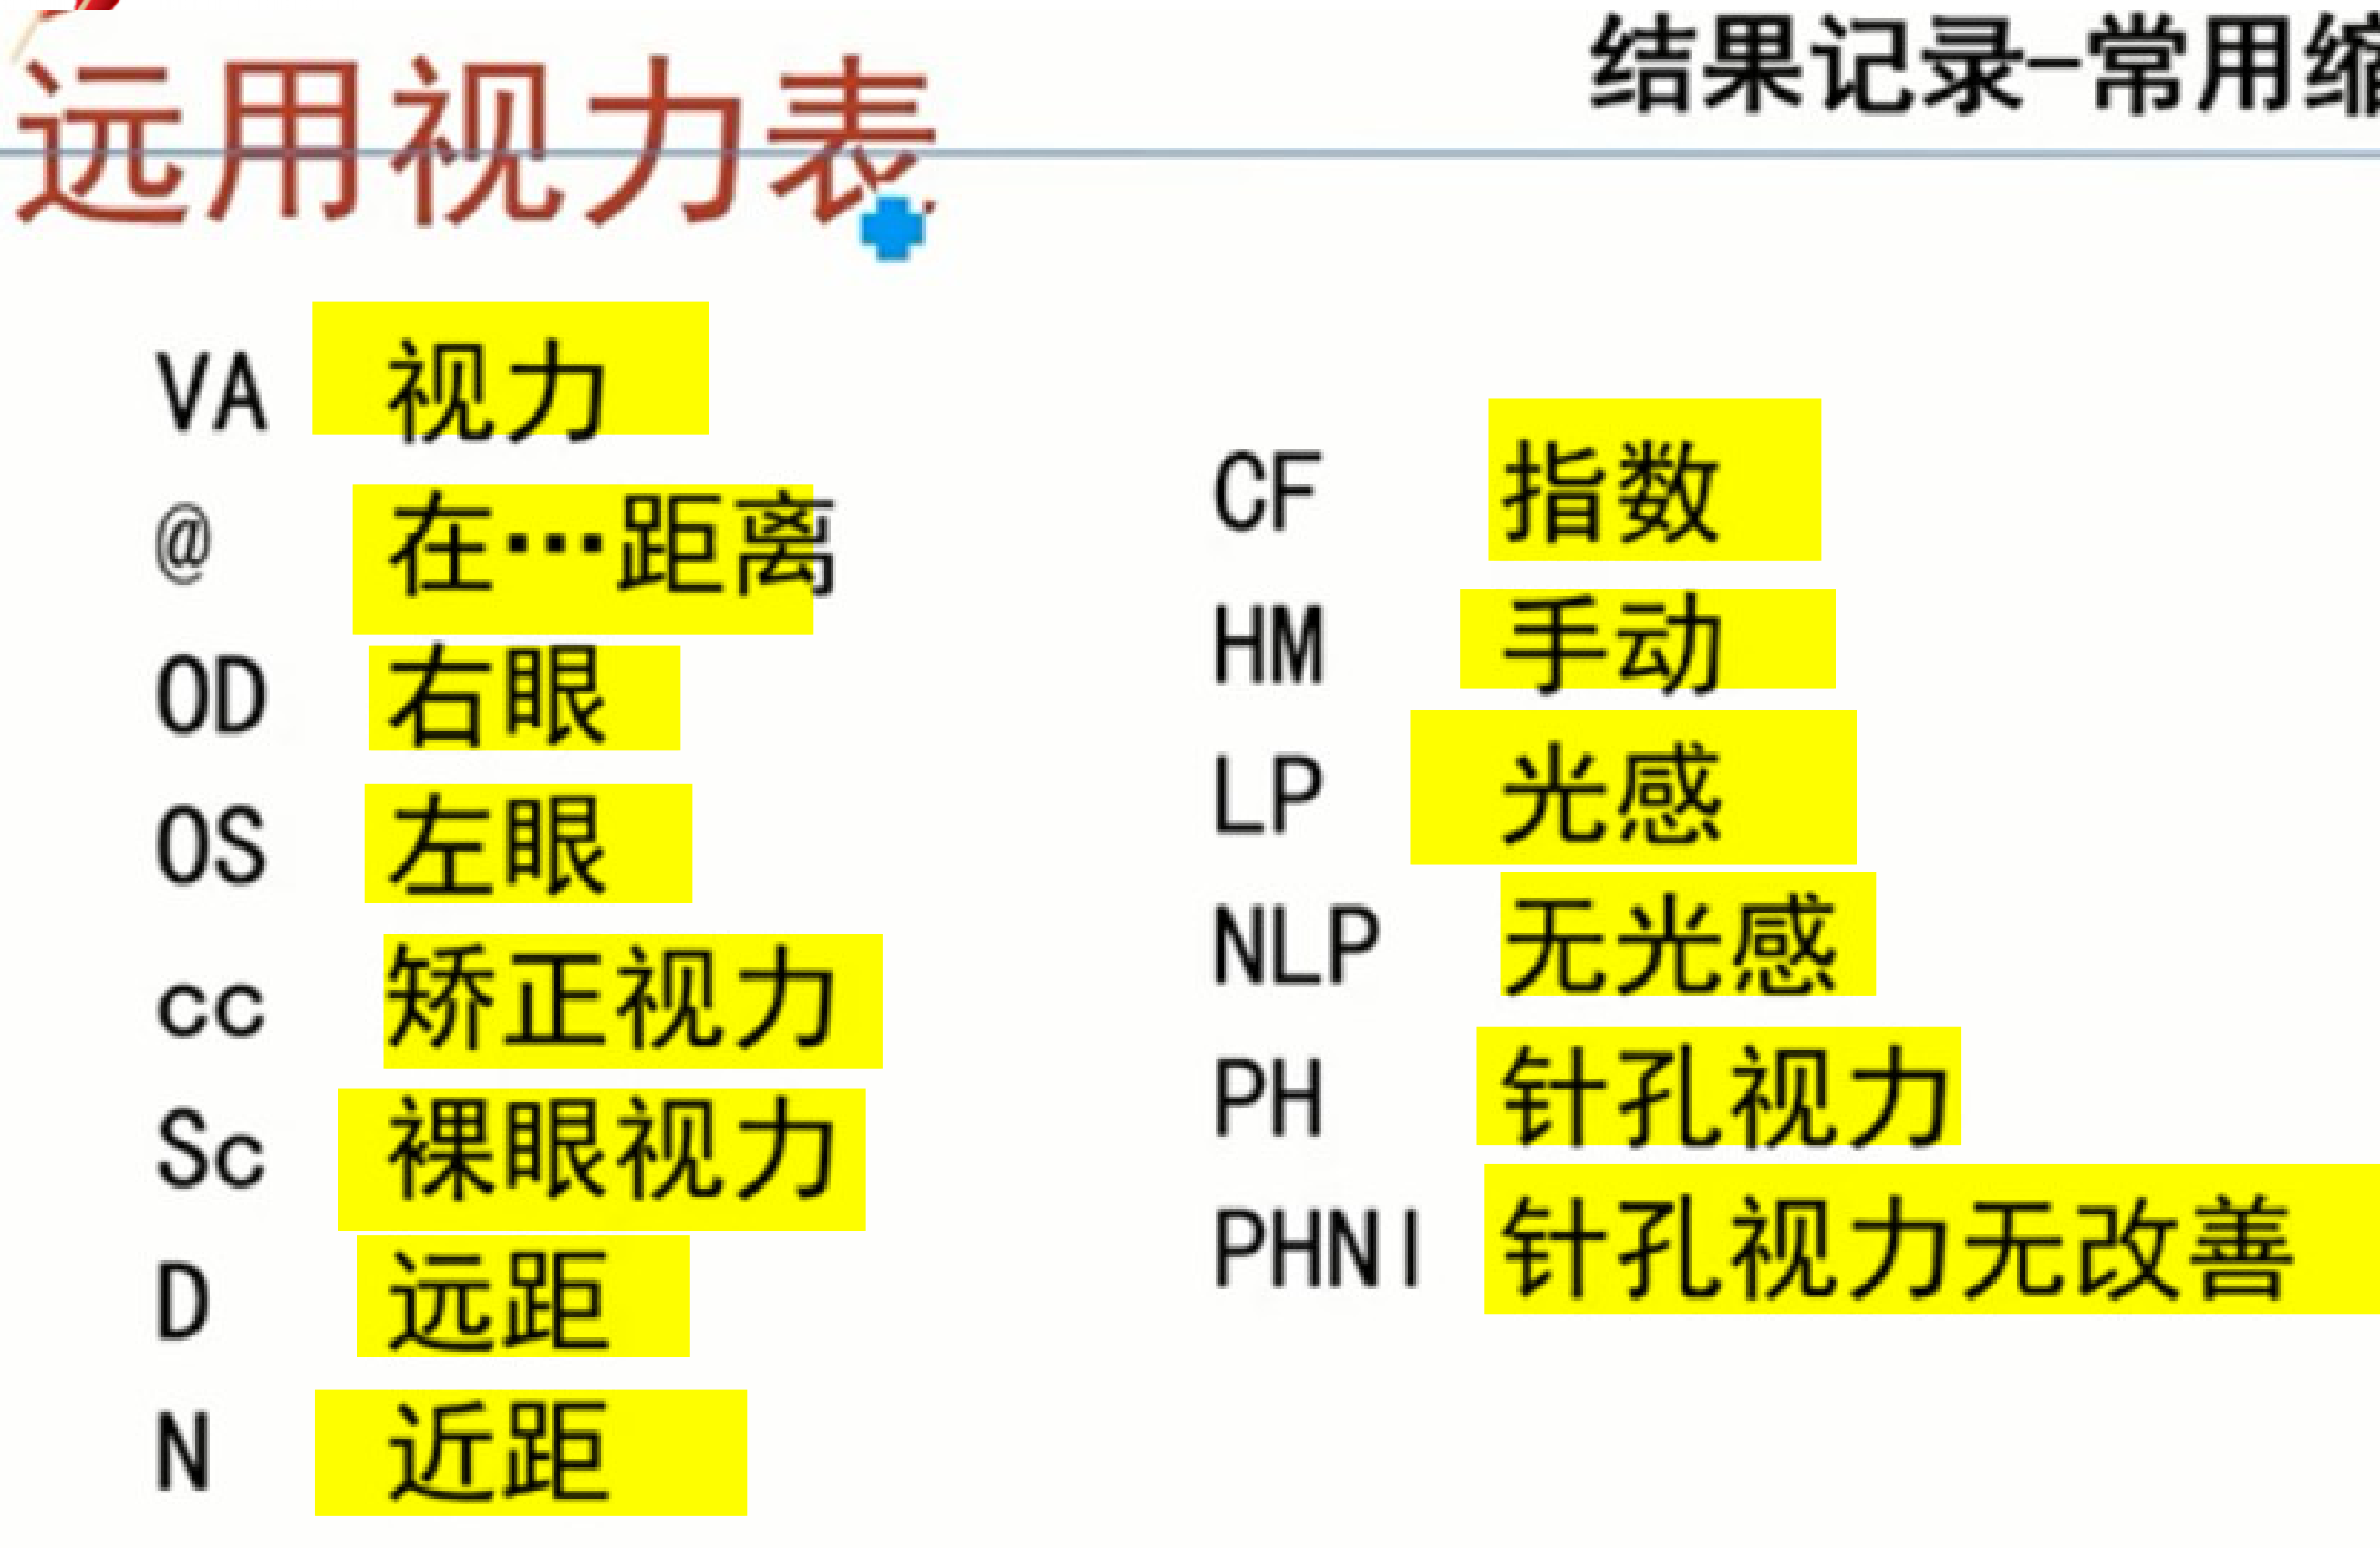 远用视力表
结果记录-常用缩
VA 视力
@ 在…距离
OD 右眼
OS 左眼
cc 矫正视力
Sc 裸眼视力
D 远距
N 近距
CF 指数
HM 手动
LP 光感
NLP 无光感
PH 针孔视力
PHNI 针孔视力无改善